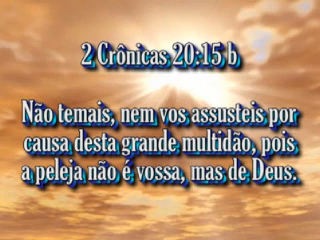 2 Crônicas 20:15 b
Não temais, nem vos assusteis por
causa desta grande multidão, pois
a peleja não é vossa, mas de Deus.